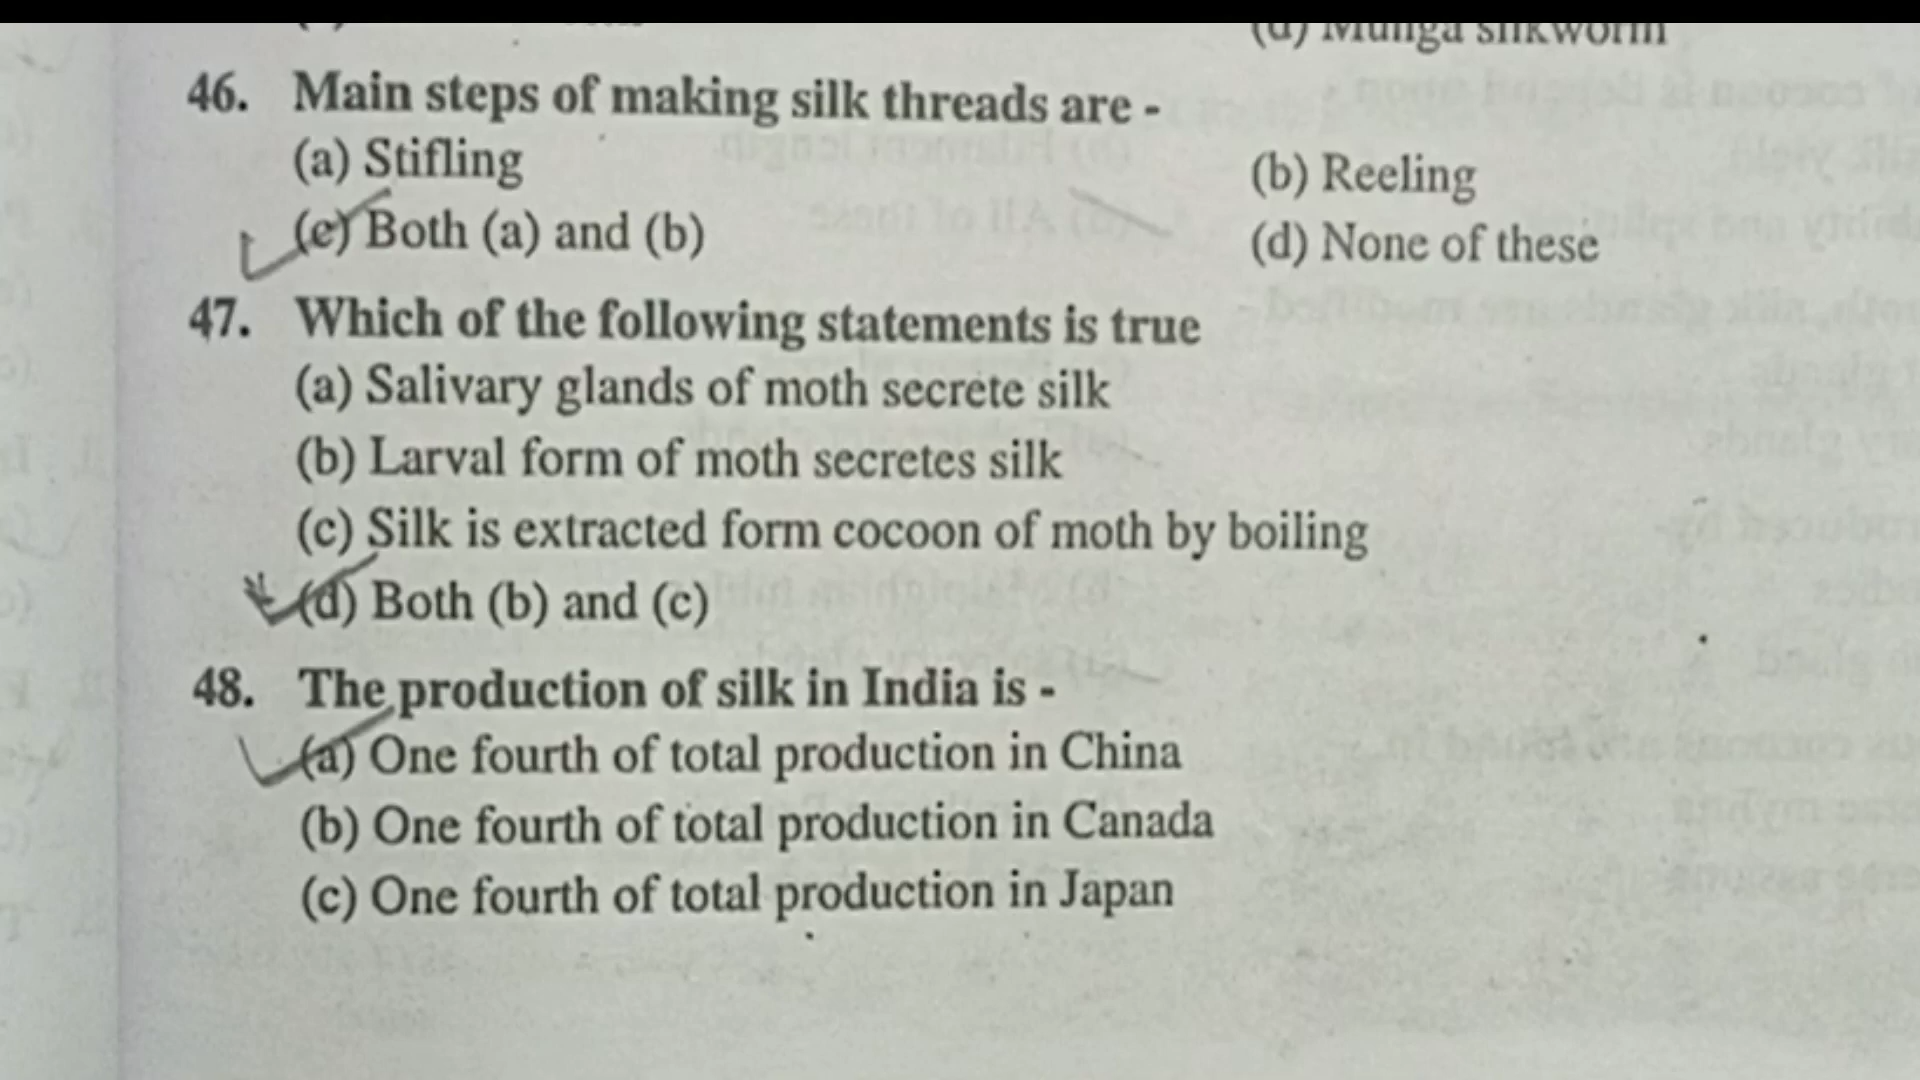 (d) Munga silkworm
46. Main steps of making silk threads are -
(a) Stifling (b) Reeling
(c) Both (a) and (b) (d) None of these
47. Which of the following statements is true
(a) Salivary glands of moth secrete silk
(b) Larval form of moth secretes silk
(c) Silk is extracted form cocoon of moth by boiling
(d) Both (b) and (c)
48. The production of silk in India is -
(a) One fourth of total production in China
(b) One fourth of total production in Canada
(c) One fourth of total production in Japan